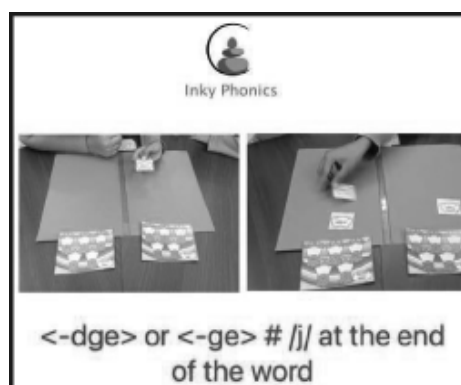 Inky Phonics
<-dge> or <-ge> # /j/ at the end
of the word